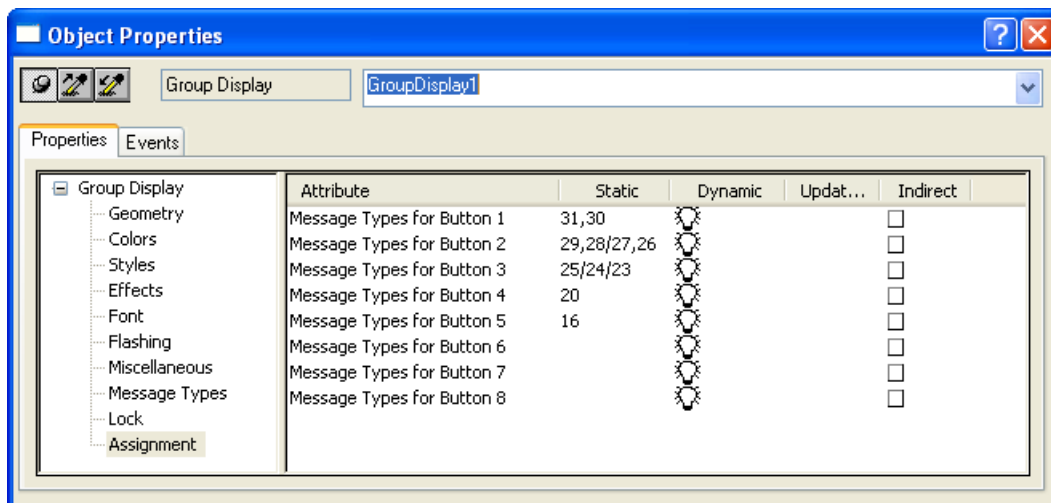 Object Properties
Group Display GroupDisplay1
Properties Events
Group Display
Geometry
Colors
Styles
Effects
Font
Flashing
Miscellaneous
Message Types
Lock
Assignment
Attribute Static Dynamic Updat... Indirect
Message Types for Button 1 31,30
Message Types for Button 2 29,28/27,26
Message Types for Button 3 25/24/23
Message Types for Button 4 20
Message Types for Button 5 16
Message Types for Button 6
Message Types for Button 7
Message Types for Button 8